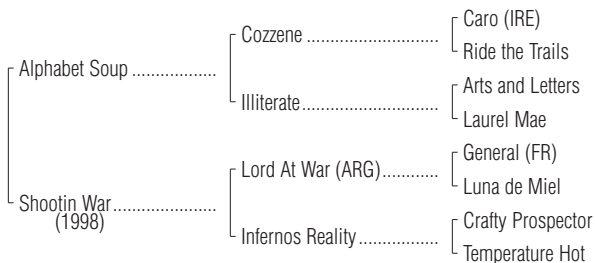 Caro (IRE)
Cozzene ..............................
Ride the Trails
Alphabet Soup ...................
Arts and Letters
Illiterate ...............................
Laurel Mae
General (FR)
Lord At War (ARG) .............
Luna de Miel
Shootin War .......................
(1998)
Crafty Prospector
Infernos Reality ..................
Temperature Hot